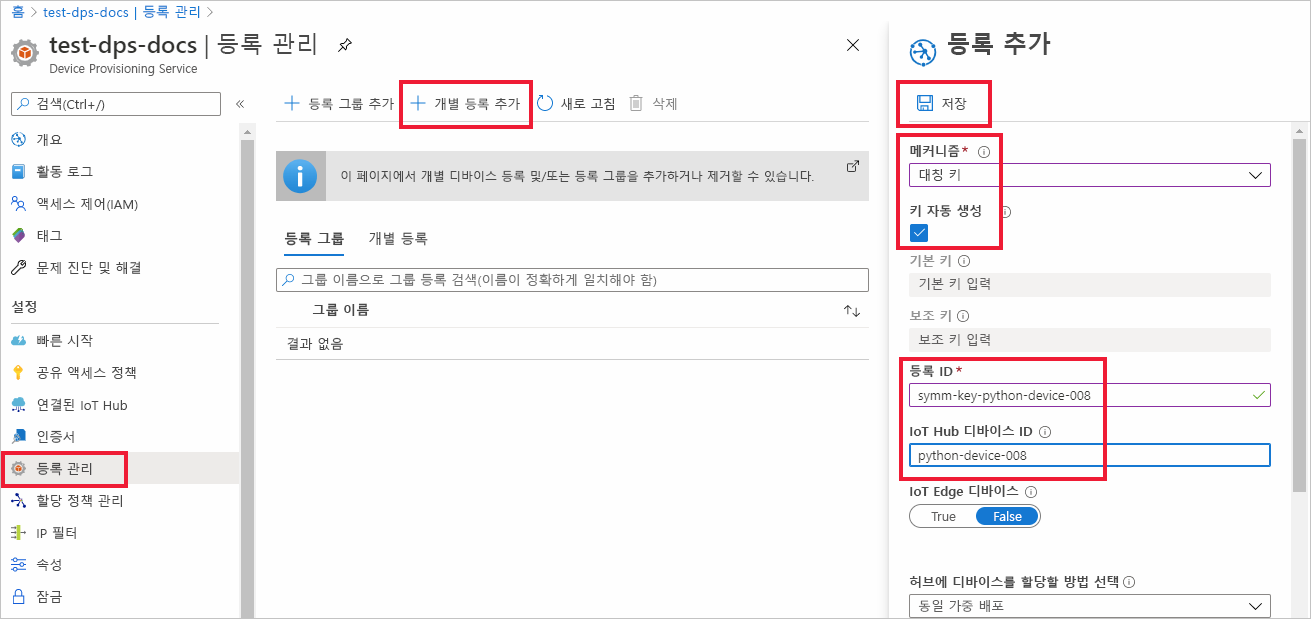 홈 > test-dps-docs | 등록 관리 >
test-dps-docs | 등록 관리
Device Provisioning Service
검색(Ctrl+/)
개요
활동 로그
액세스 제어(IAM)
태그
문제 진단 및 해결
설정
빠른 시작
공유 액세스 정책
연결된 IoT Hub
인증서
등록 관리
할당 정책 관리
IP 필터
속성
잠금
등록 그룹 추가
개별 등록 추가
새로 고침
삭제
이 페이지에서 개별 디바이스 등록 및/또는 등록 그룹을 추가하거나 제거할 수 있습니다.
등록 그룹
개별 등록
그룹 이름으로 그룹 등록 검색(이름이 정확하게 일치해야 함)
그룹 이름
결과 없음
등록 추가
저장
메커니즘*
대칭 키
키 자동 생성
기본 키
기본 키 입력
보조 키
보조 키 입력
등록 ID*
symm-key-python-device-008
IoT Hub 디바이스 ID
python-device-008
IoT Edge 디바이스
True
False
허브에 디바이스를 할당할 방법 선택
동일 가중 배포